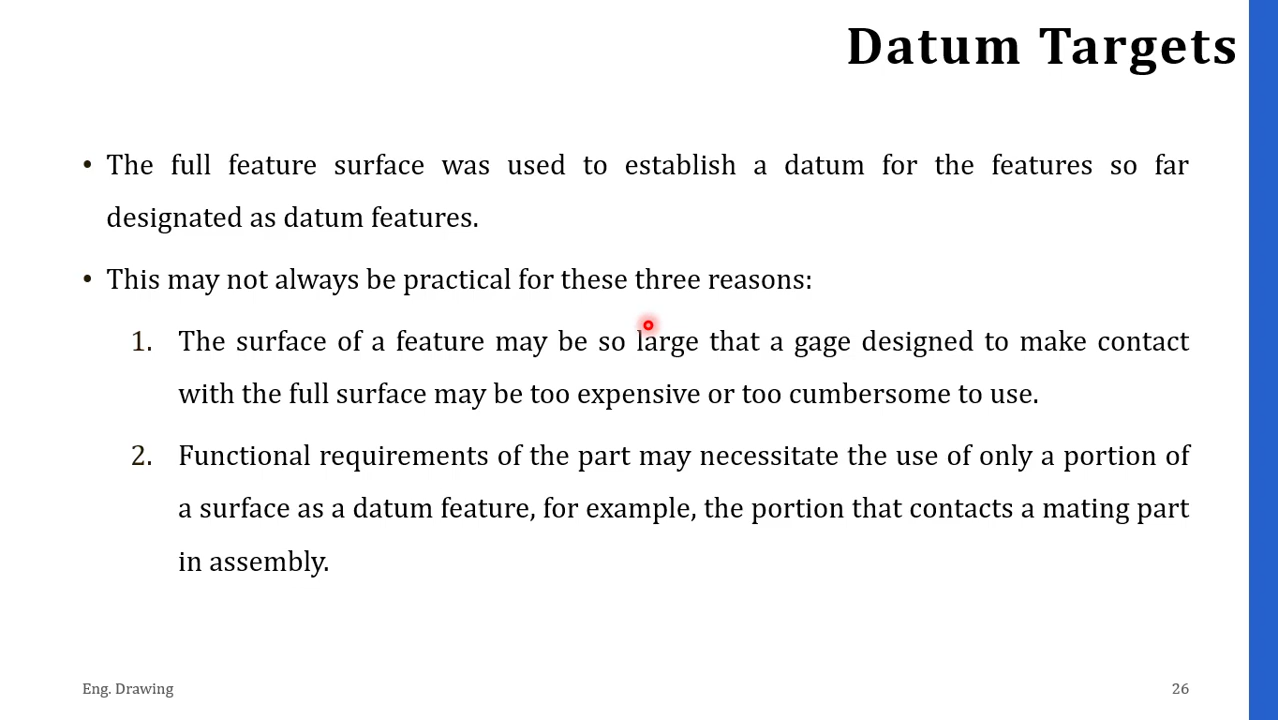 Datum Targets
• The full feature surface was used to establish a datum for the features so far
designated as datum features.
• This may not always be practical for these three reasons:
1. The surface of a feature may be so large that a gage designed to make contact
with the full surface may be too expensive or too cumbersome to use.
2. Functional requirements of the part may necessitate the use of only a portion of
a surface as a datum feature, for example, the portion that contacts a mating part
in assembly.
Eng. Drawing 26